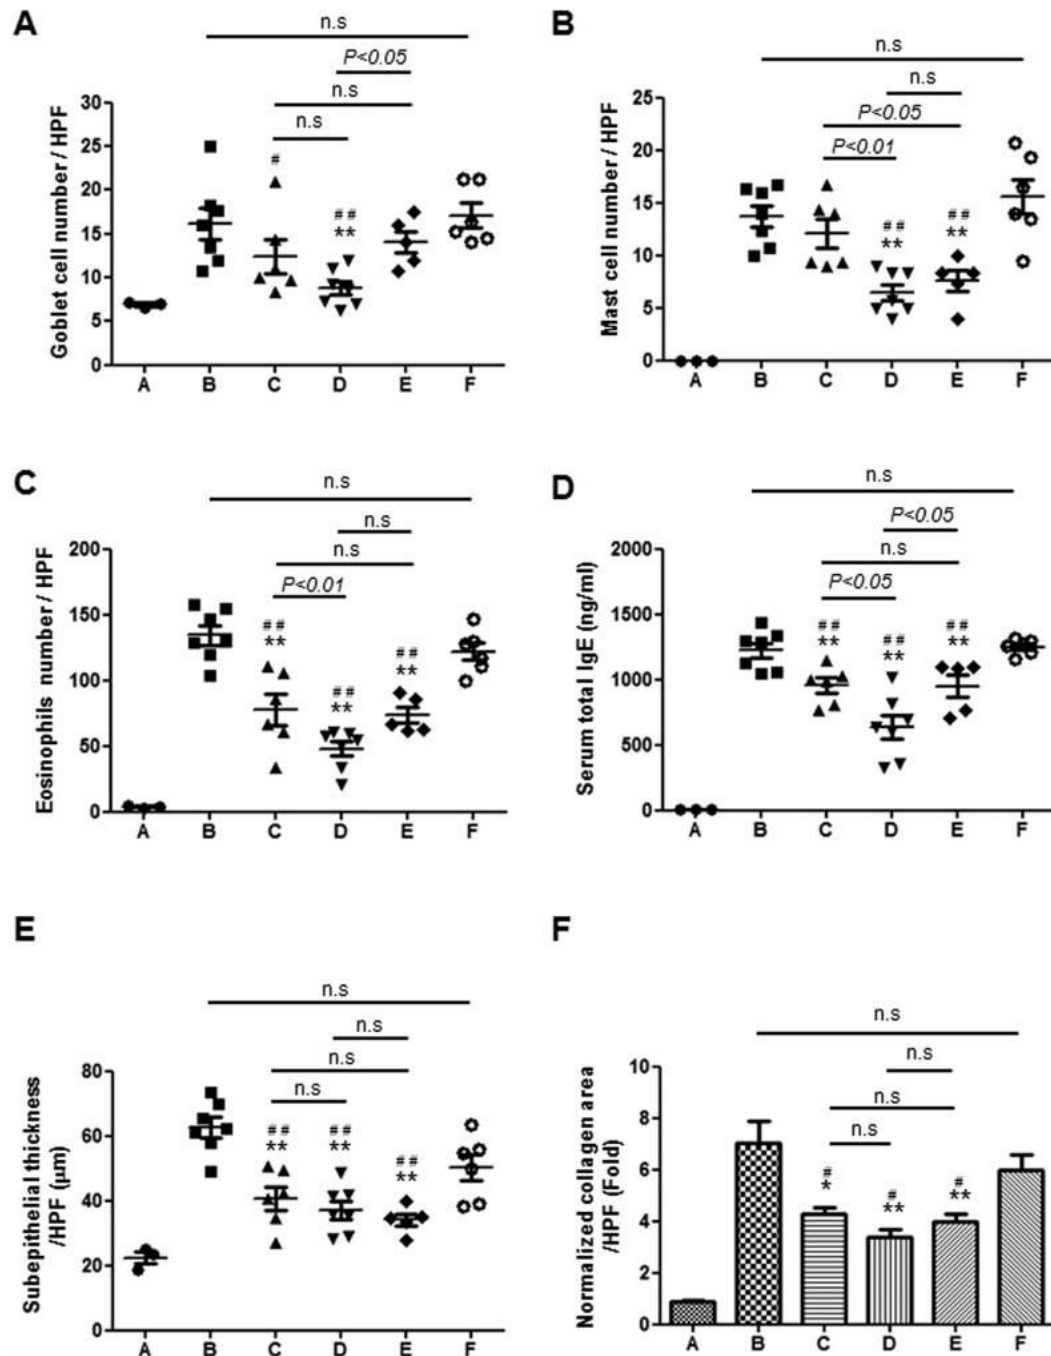 A
n.s
P<0.05
n.s
n.s
#
# #
**
Goblet cell number / HPF
30
25
20
15
10
5
0
A B C D E F
B
n.s
n.s
P<0.05
P<0.01
# #
**
# #
**
Mast cell number / HPF
25
20
15
10
5
0
A B C D E F
C
n.s
n.s
n.s
P<0.01
# #
**
# #
**
# #
**
Eosinophils number / HPF
200
150
100
50
0
A B C D E F
D
n.s
P<0.05
n.s
P<0.05
# #
**
# #
**
# #
**
Serum total IgE (ng/ml)
2000
1500
1000
500
0
A B C D E F
E
n.s
n.s
n.s
n.s
# #
**
# #
**
# #
**
Subepithelial thickness
/HPF (μm)
80
60
40
20
0
A B C D E F
F
n.s
n.s
n.s
n.s
#
*
#
**
#
**
Normalized collagen area
/HPF (Fold)
10
8
6
4
2
0
A B C D E F